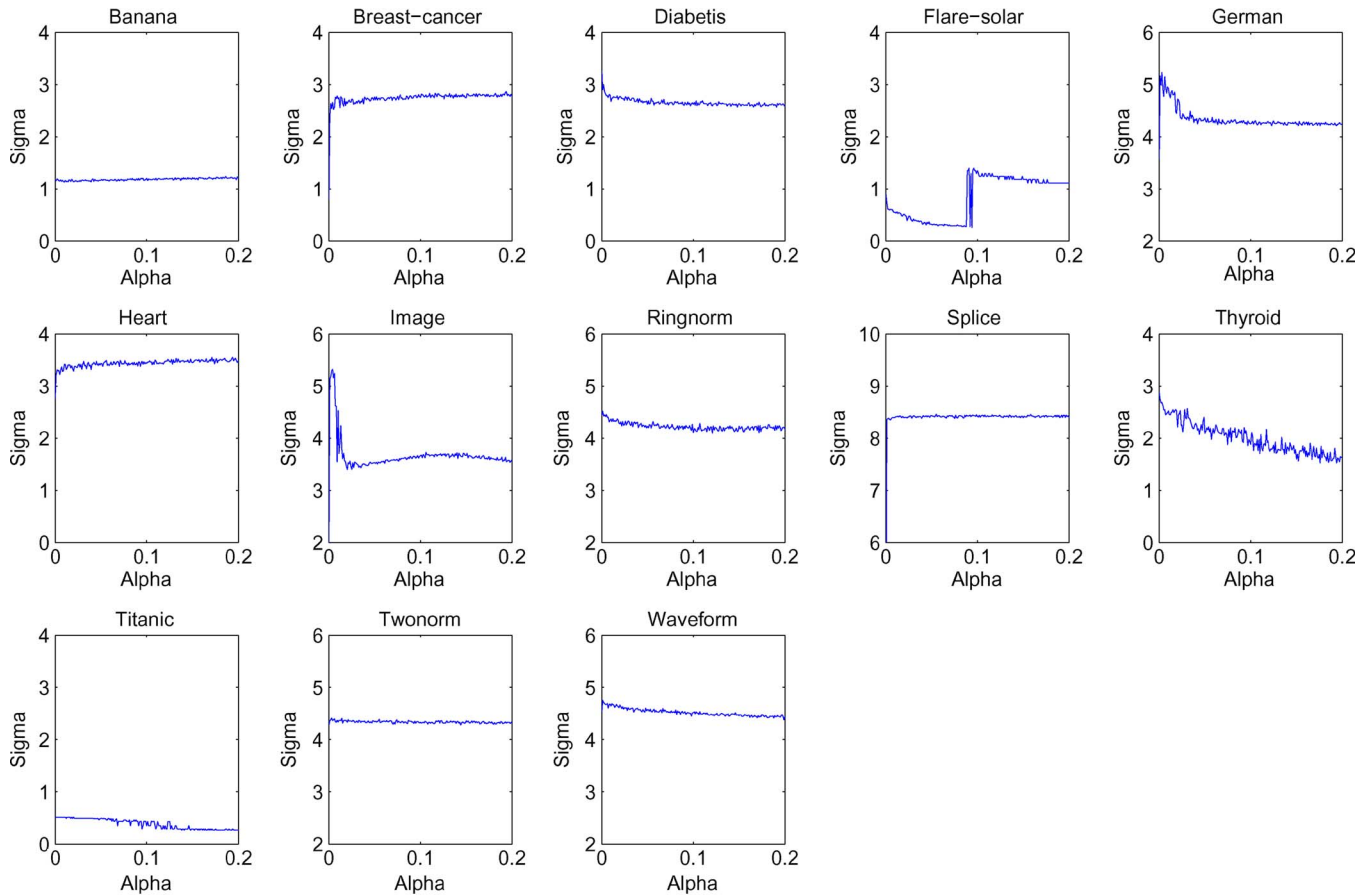 Banana Breast-cancer Diabetis Flare-solar German
4 4 4 4 6
3 3 3 3 5
2 2 2 2 4
1 1 1 1 3
0 0 0 0 2
Sigma Sigma Sigma Sigma Sigma
0 0.1 0.2 0 0.1 0.2 0 0.1 0.2 0 0.1 0.2 0 0.1 0.2
Alpha Alpha Alpha Alpha Alpha
Heart Image Ringnorm Splice Thyroid
4 6 6 10 4
3 5 5 9 3
2 4 4 8 2
1 3 3 7 1
0 2 2 6 0
Sigma Sigma Sigma Sigma Sigma
0 0.1 0.2 0 0.1 0.2 0 0.1 0.2 0 0.1 0.2 0 0.1 0.2
Alpha Alpha Alpha Alpha Alpha
Titanic Twonorm Waveform
4 6 6
3 5 5
2 4 4
1 3 3
0 2 2
Sigma Sigma Sigma
0 0.1 0.2 0 0.1 0.2 0 0.1 0.2
Alpha Alpha Alpha